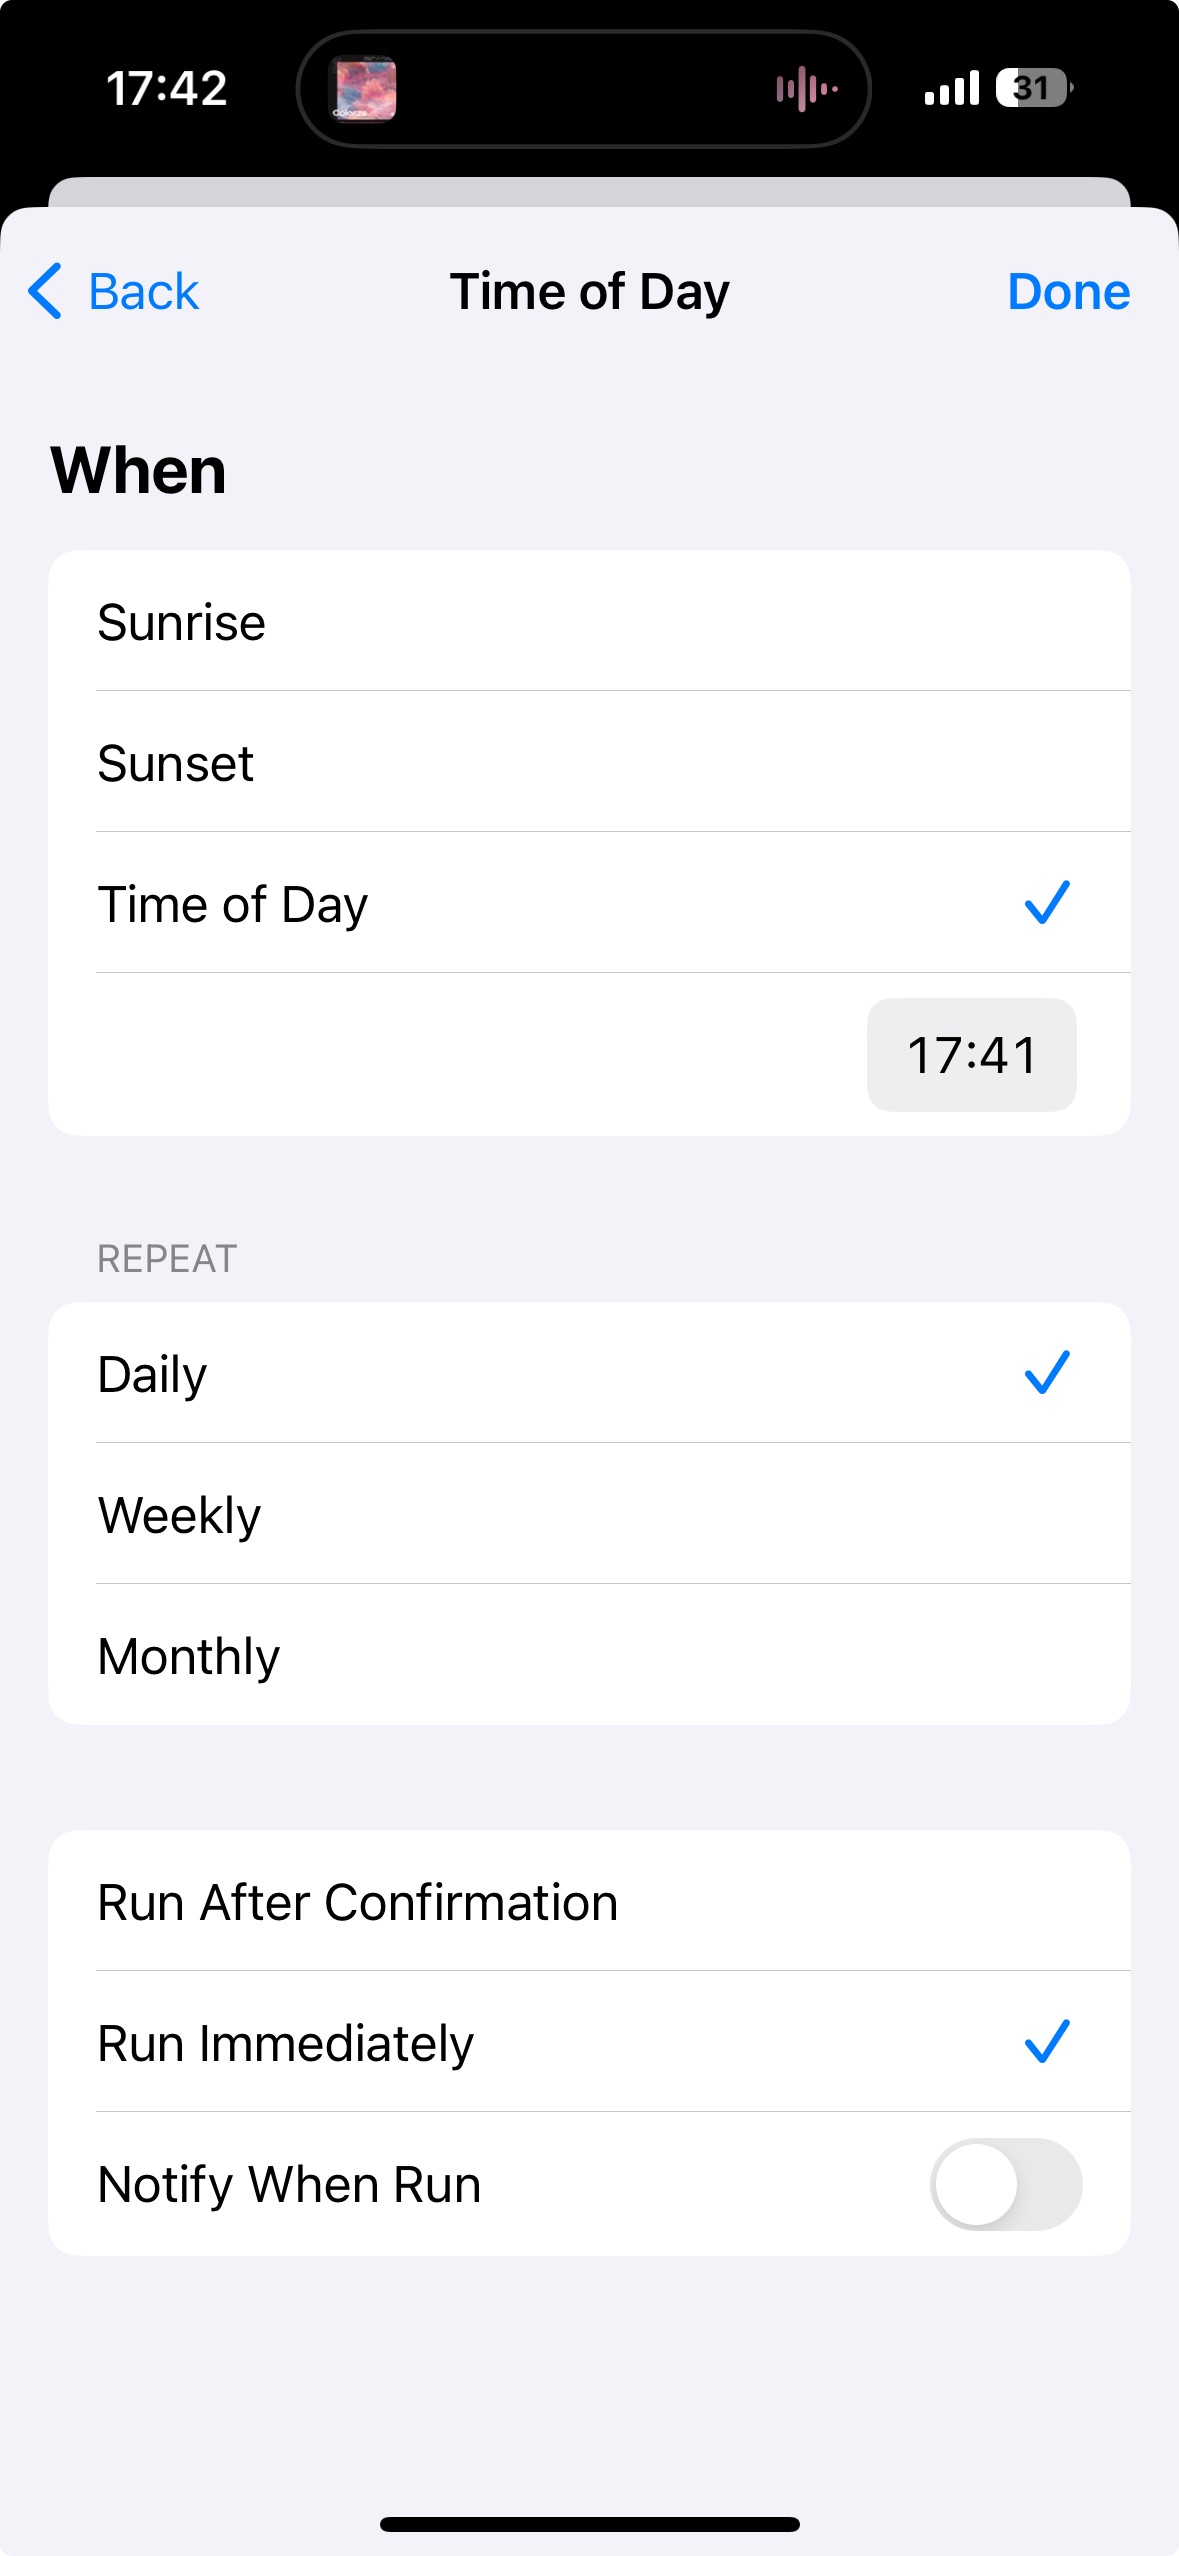 17:42
31
Back
Time of Day
Done
When
Sunrise
Sunset
Time of Day
17:41
REPEAT
Daily
Weekly
Monthly
Run After Confirmation
Run Immediately
Notify When Run